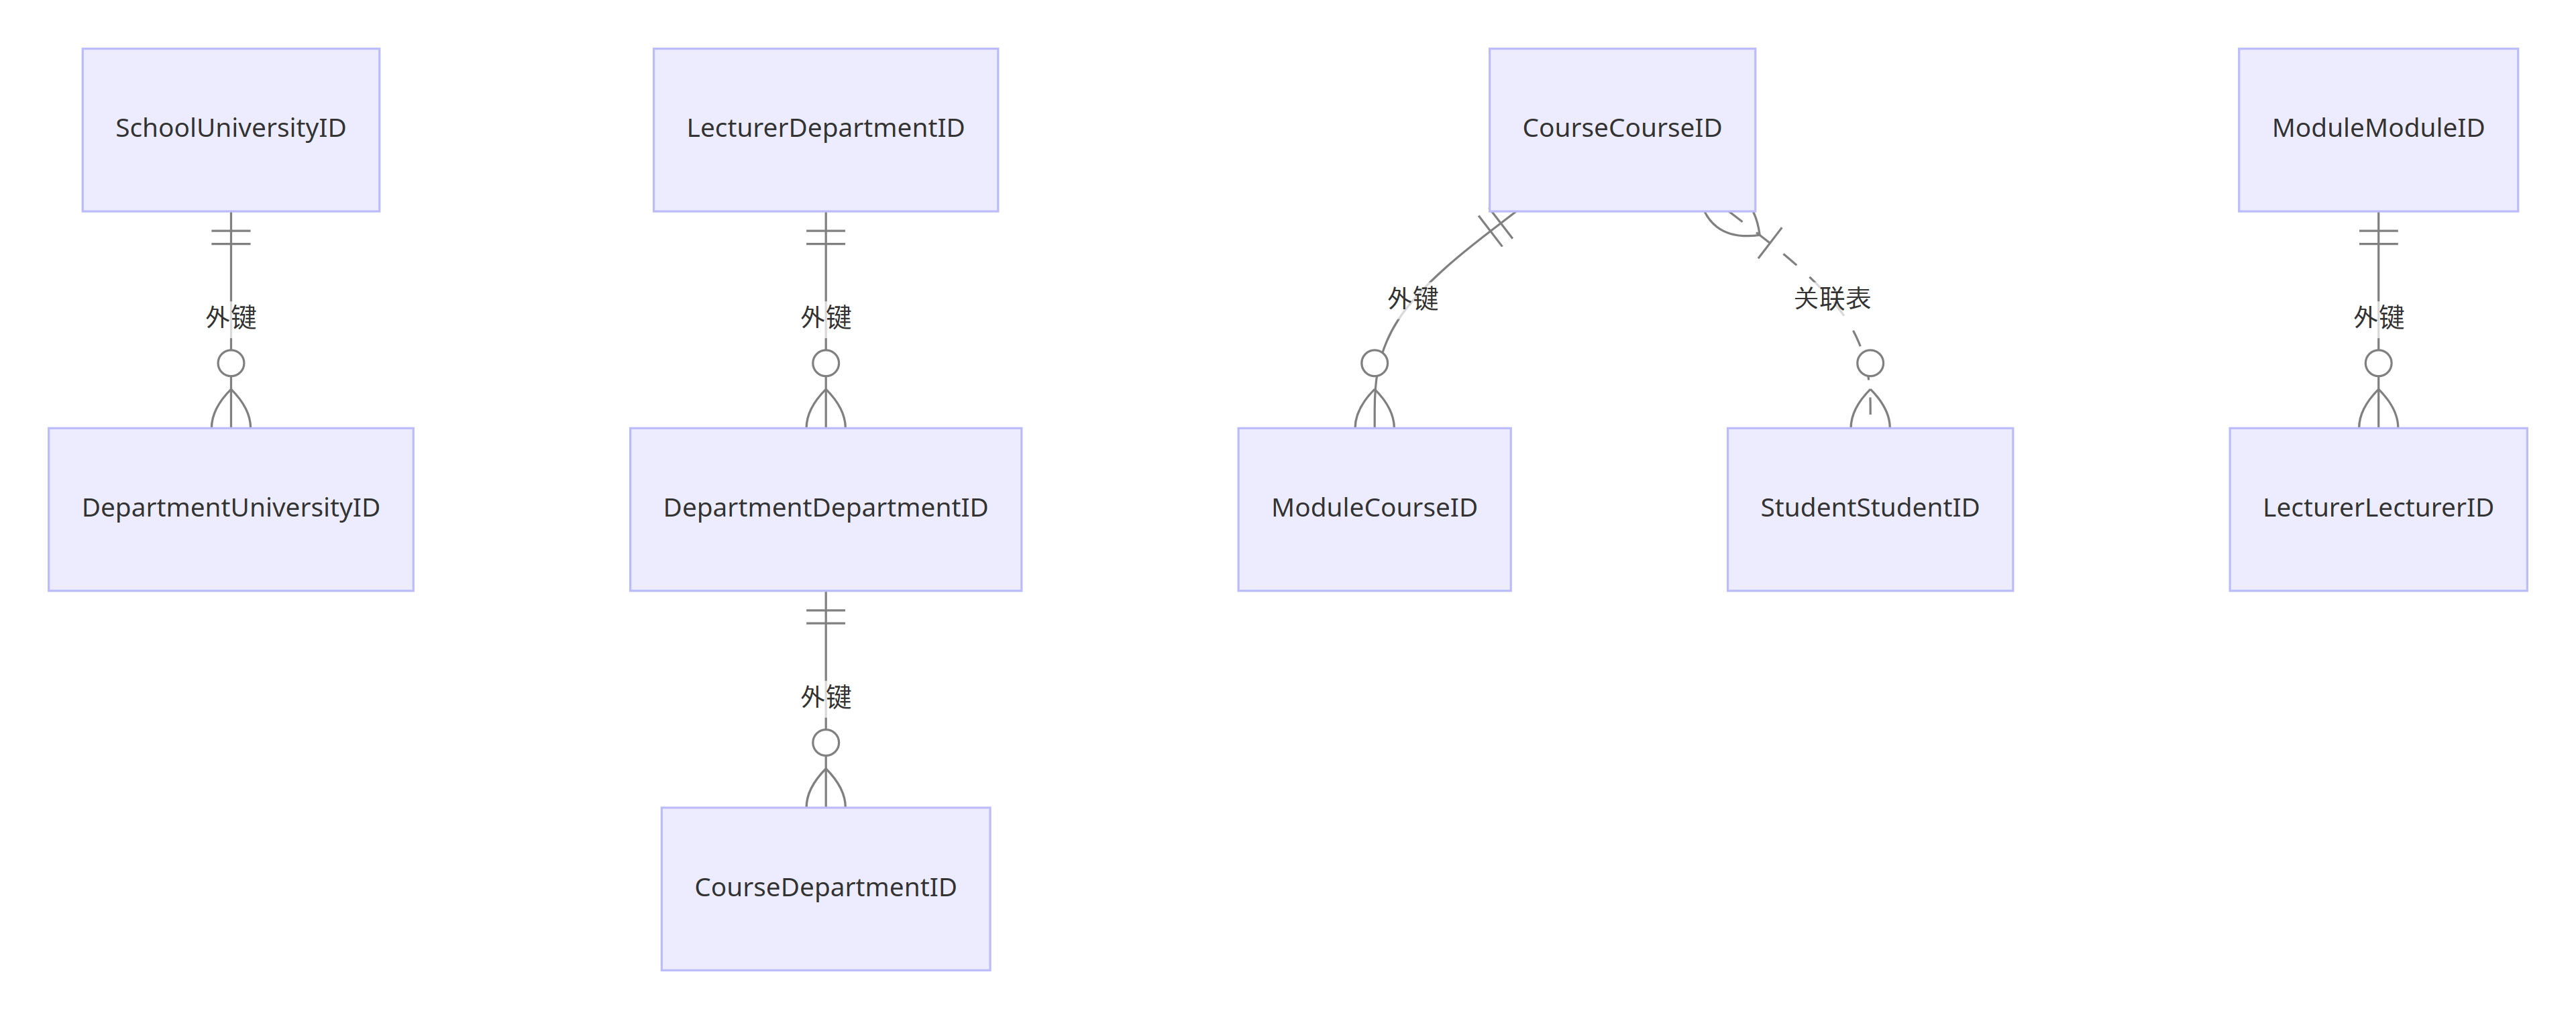 SchoolUniversityID
LecturerDepartmentID
CourseCourseID
ModuleModuleID
外键
外键
外键
关联表
外键
DepartmentUniversityID
DepartmentDepartmentID
ModuleCourseID
StudentStudentID
LecturerLecturerID
外键
CourseDepartmentID